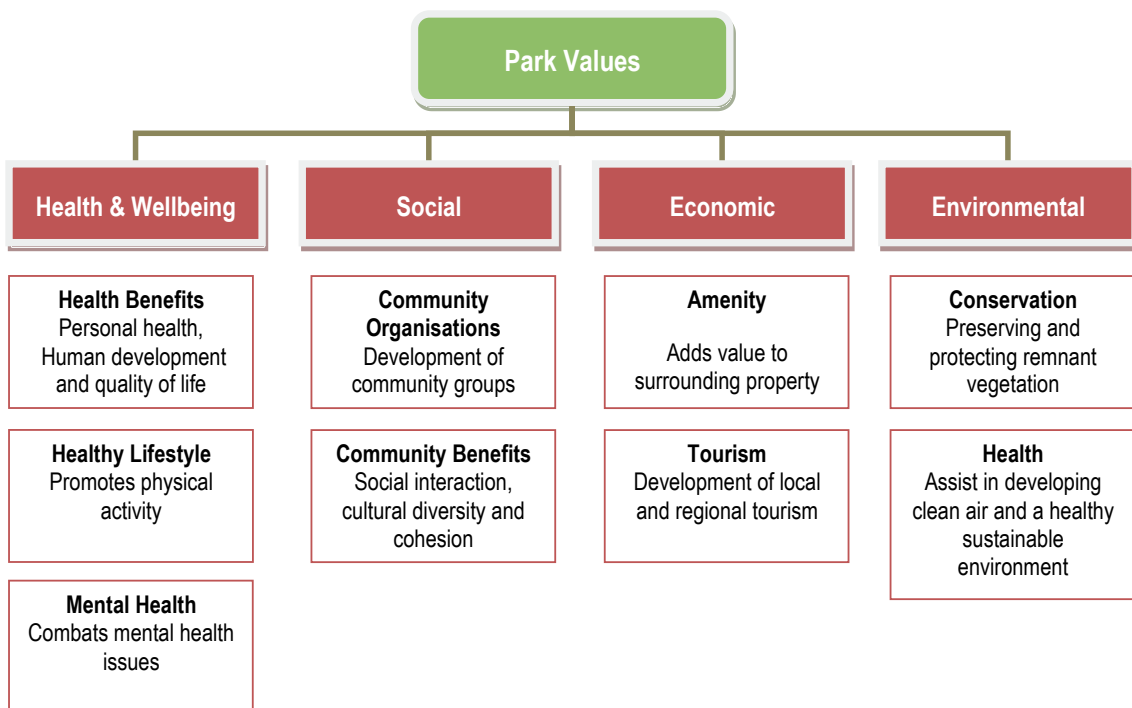 Park Values
Health & Wellbeing
Health Benefits
Personal health,
Human development
and quality of life
Healthy Lifestyle
Promotes physical
activity
Mental Health
Combats mental health
issues
Social
Community
Organisations
Development of
community groups
Community Benefits
Social interaction,
cultural diversity and
cohesion
Economic
Amenity
Adds value to
surrounding property
Tourism
Development of local
and regional tourism
Environmental
Conservation
Preserving and
protecting remnant
vegetation
Health
Assist in developing
clean air and a healthy
sustainable
environment